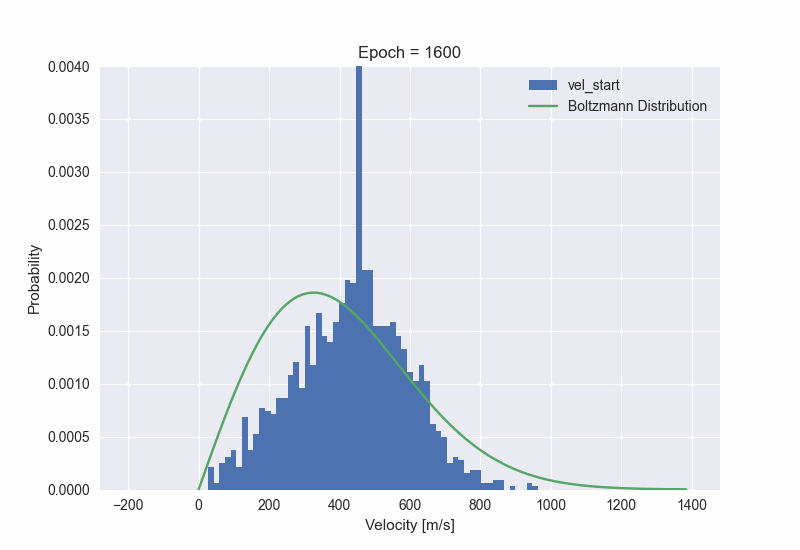 Epoch = 1600
vel_start
Boltzmann Distribution
0.0040
0.0035
0.0030
0.0025
0.0020
0.0015
0.0010
0.0005
0.0000
Probability
−200 0 200 400 600 800 1000 1200 1400
Velocity [m/s]